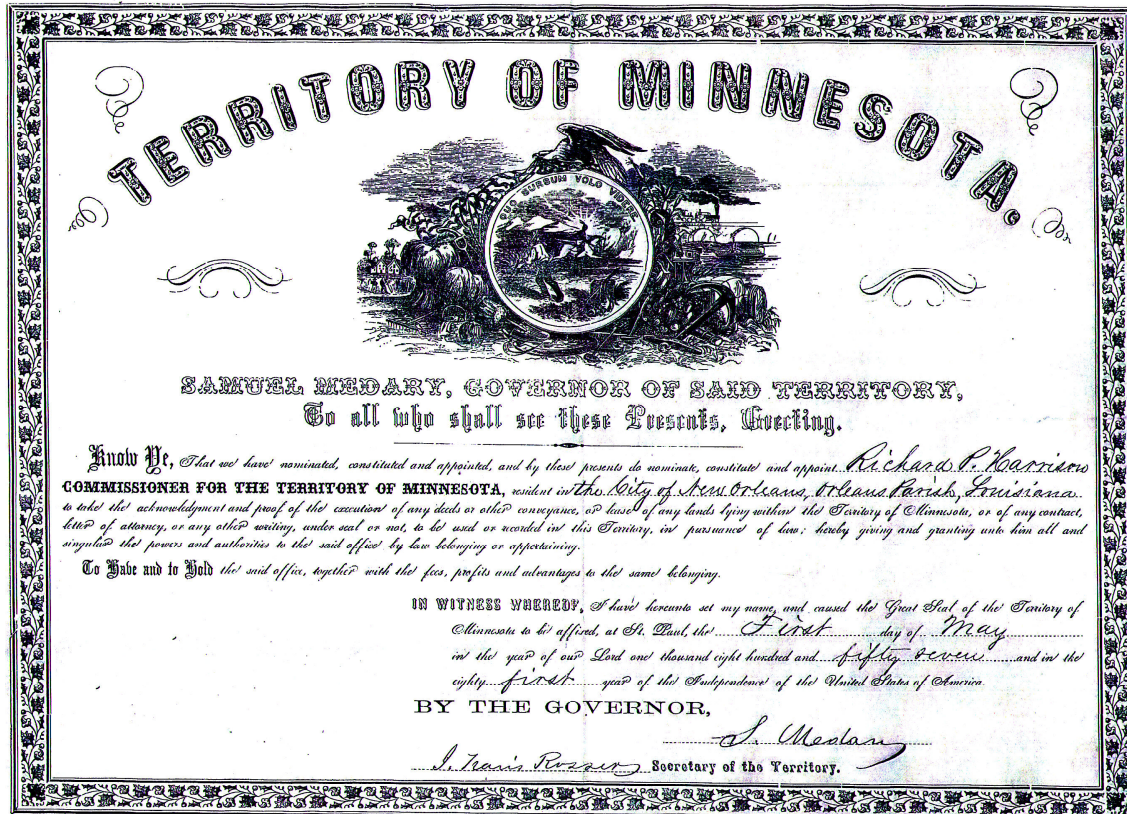 TERRITORY OF MINNESOTA.
QUO SURSUM VOLO VIDERE
SAMUEL MEDARY, GOVERNOR OF SAID TERRITORY,
To all who shall see these Presents, Greeting.
Know Ye, That we have nominated, constituted and appointed, and by these presents do nominate, constitute and appoint Richard P. Harrison
COMMISSIONER FOR THE TERRITORY OF MINNESOTA, resident in the City of New Orleans, Orleans Parish, Louisiana
to take the acknowledgment and proof of the execution of any deeds or other conveyance, or lease of any lands lying within the Territory of Minnesota, or of any contract,
letter of attorney, or any other writing, under seal or not, to be used or recorded in this Territory, in pursuance of law; hereby giving and granting unto him all and
singular the powers and authorities to the said office by law belonging or appertaining.
To Have and to Hold the said office, together with the fees, profits and advantages to the same belonging.
IN WITNESS WHEREOF, I have hereunto set my name, and caused the Great Seal of the Territory of
Minnesota to be affixed, at St. Paul, the First day of May
in the year of our Lord one thousand eight hundred and fifty seven and in the
eighty first year of the Independence of the United States of America.
BY THE GOVERNOR,
S. Medary
J. Travis Rosser Secretary of the Territory.